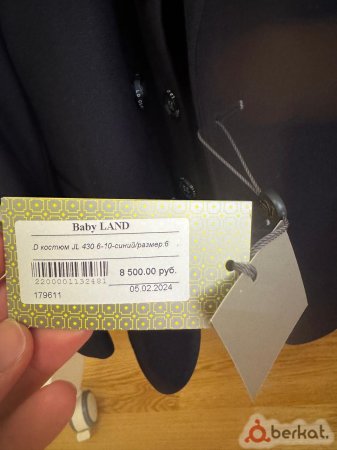 Baby LAND
D костюм JL 430 6-10-синий/размер:6
8 500.00 руб.
2200001132481
05.02.2024
179611
berkat.